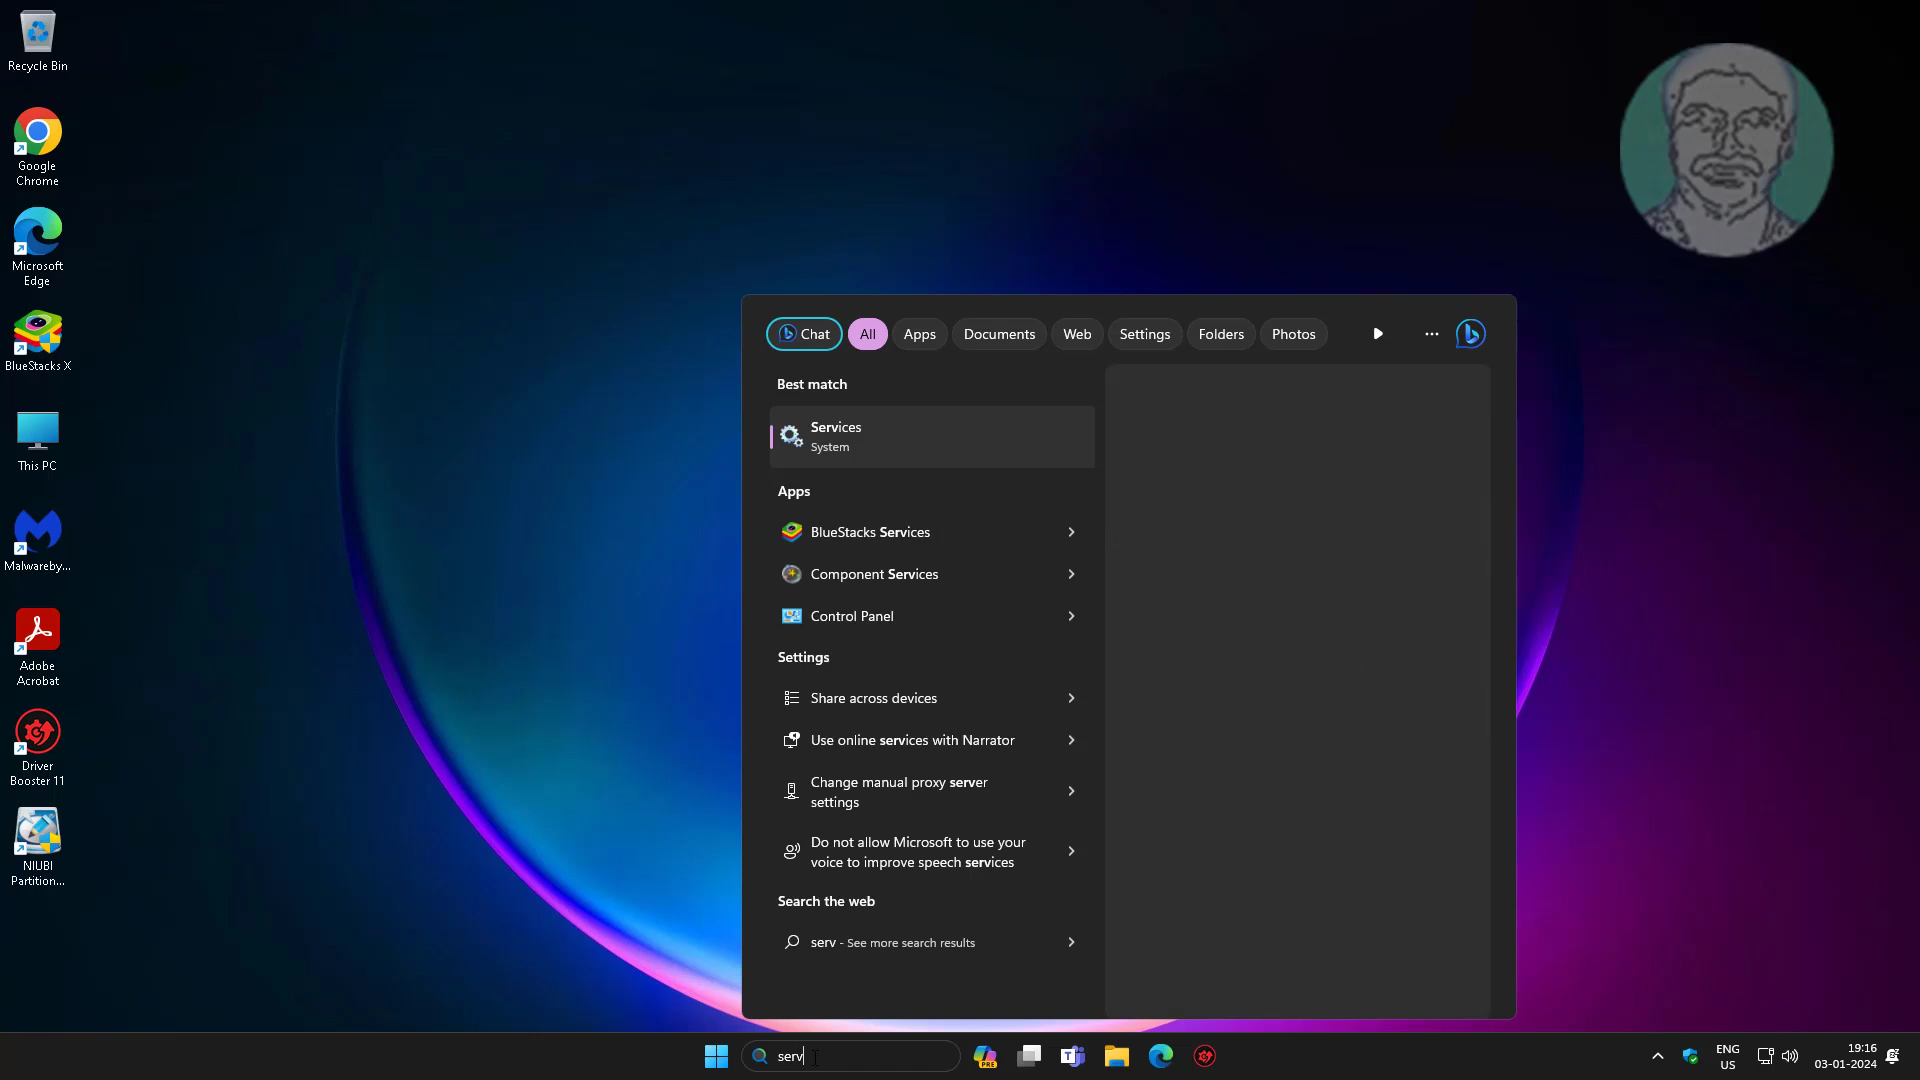 Recycle Bin
Google
Chrome
Microsoft
Edge
BlueStacks X
This PC
Malwareby...
Adobe
Acrobat
Driver
Booster 11
NIUBI
Partition...
Chat
All
Apps
Documents
Web
Settings
Folders
Photos
Best match
Services
System
Apps
BlueStacks Services
Component Services
Control Panel
Settings
Share across devices
Use online services with Narrator
Change manual proxy server
settings
Do not allow Microsoft to use your
voice to improve speech services
Search the web
serv - See more search results
serv
PRE
ENG
US
19:16
03-01-2024